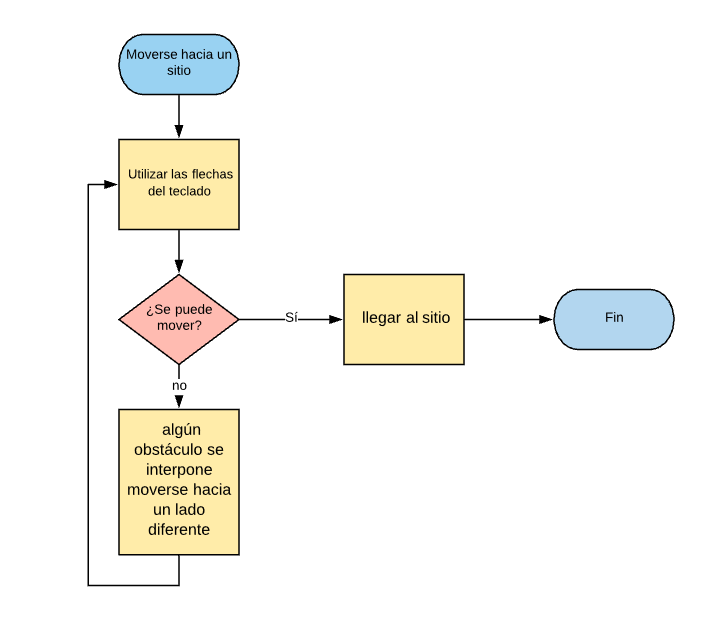 Moverse hacia un
sitio
Utilizar las flechas
del teclado
¿Se puede
mover?
Sí
llegar al sitio
Fin
no
algún
obstáculo se
interpone
moverse hacia
un lado
diferente